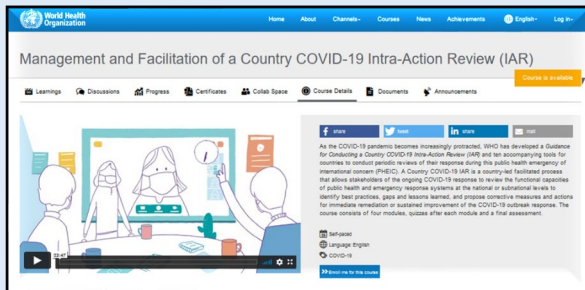 World Health
Organization
Home About Channels Courses News Achievements English Log in
Management and Facilitation of a Country COVID-19 Intra-Action Review (IAR)
Course is available
Learnings Discussions Progress Certificates Collab Space Course Details Documents Announcements
share tweet share mail
As the COVID-19 pandemic becomes increasingly protracted, WHO has developed a Guidance
for Conducting a Country COVID-19 Intra-Action Review (IAR) and ten accompanying tools for
countries to conduct periodic reviews of their response during this public health emergency of
international concern (PHEIC). A Country COVID-19 IAR is a country-led facilitated process
that allows stakeholders of the ongoing COVID-19 response to review the functional capacities
of public health and emergency response systems at the national or subnational levels to
identify best practices, gaps and lessons learned, and propose corrective measures and actions
for immediate remediation or sustained improvement of the COVID-19 outbreak response. The
course consists of four modules, quizzes after each module and a final assessment.
Self-paced
Language: English
COVID-19
Enroll me for this course
03:47